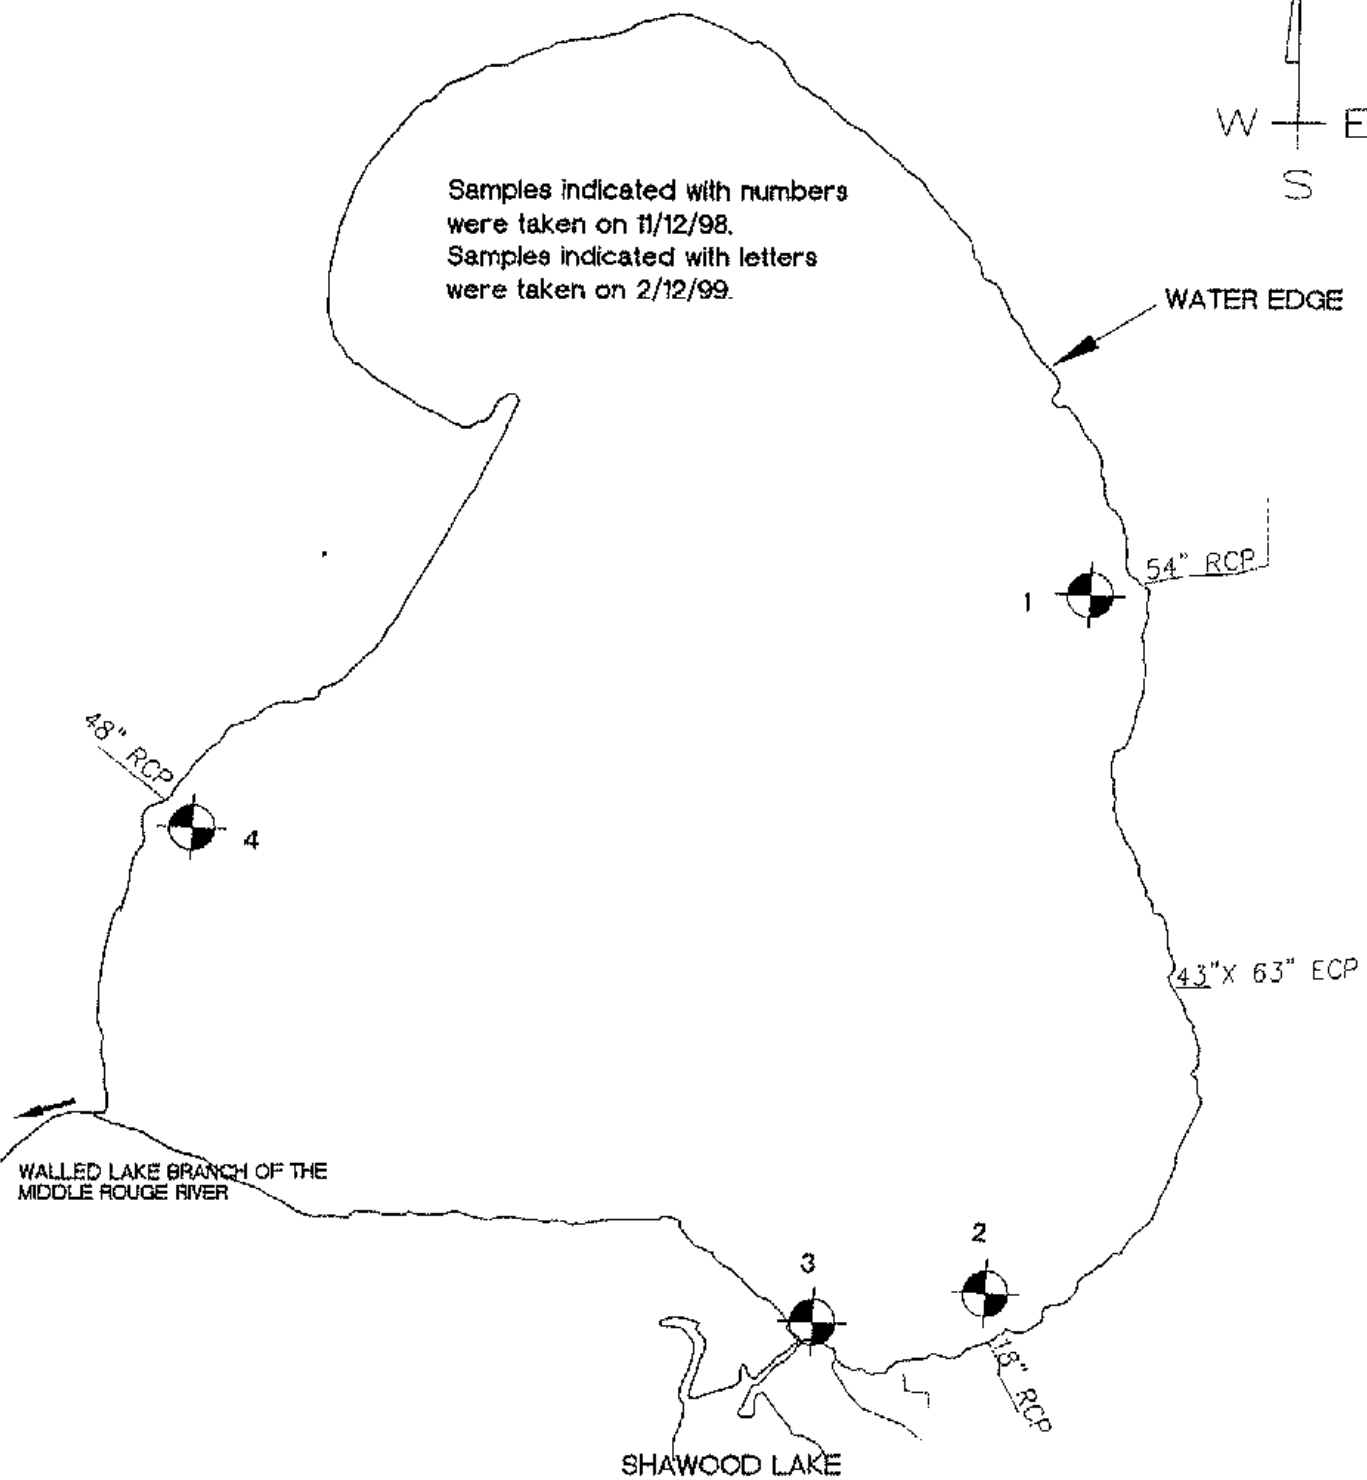 W E
S
Samples indicated with numbers
were taken on 11/12/98.
Samples indicated with letters
were taken on 2/12/99.
WATER EDGE
54" RCP
1
48" RCP
4
43"X 63" ECP
WALLED LAKE BRANCH OF THE
MIDDLE ROUGE RIVER
2
3
18" RCP
SHAWOOD LAKE